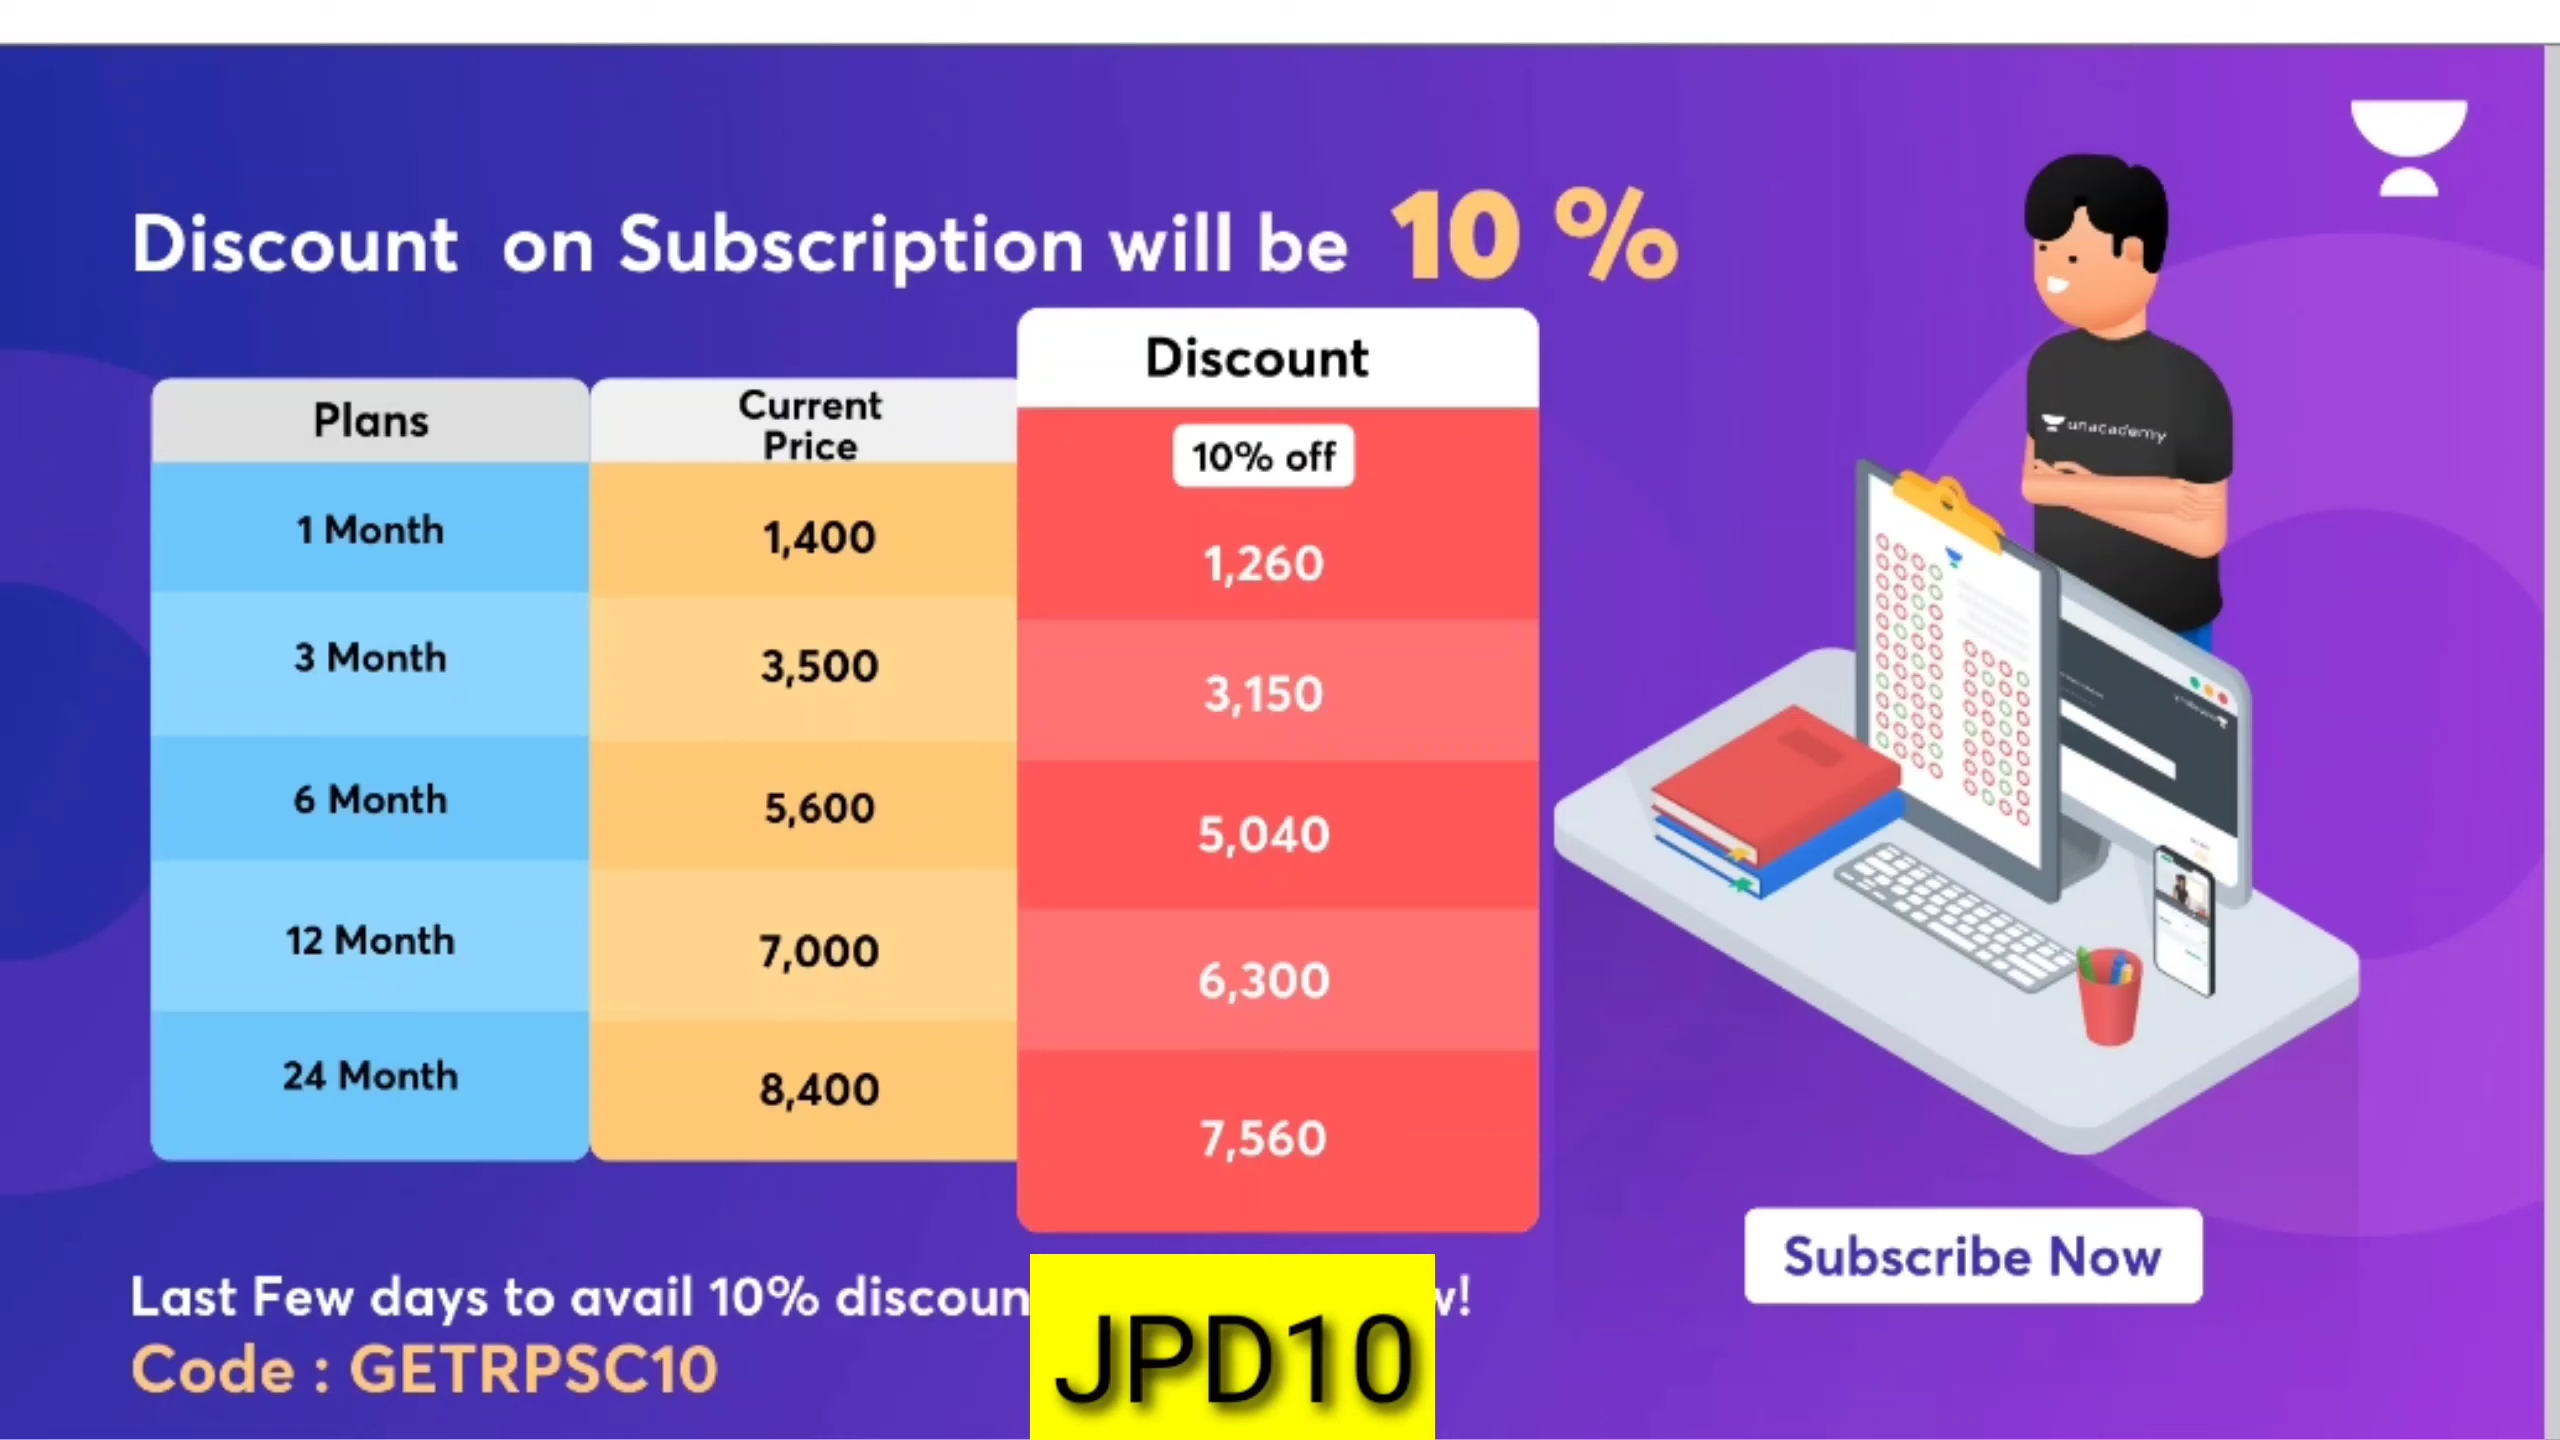 Discount on Subscription will be 10 %
Plans
Current
Price
Discount
10% off
1 Month
1,400
1,260
3 Month
3,500
3,150
6 Month
5,600
5,040
12 Month
7,000
6,300
24 Month
8,400
7,560
unacademy
Subscribe Now
Last Few days to avail 10% discoun w!
Code : GETRPSC10
JPD10